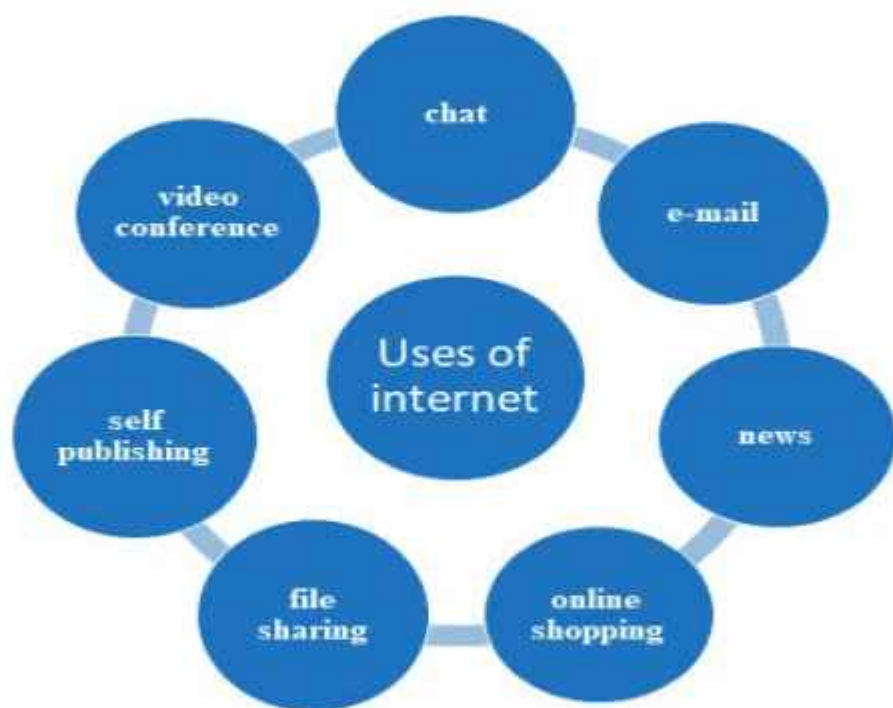 chat
e-mail
news
online
shopping
file
sharing
self
publishing
video
conference
Uses of
internet